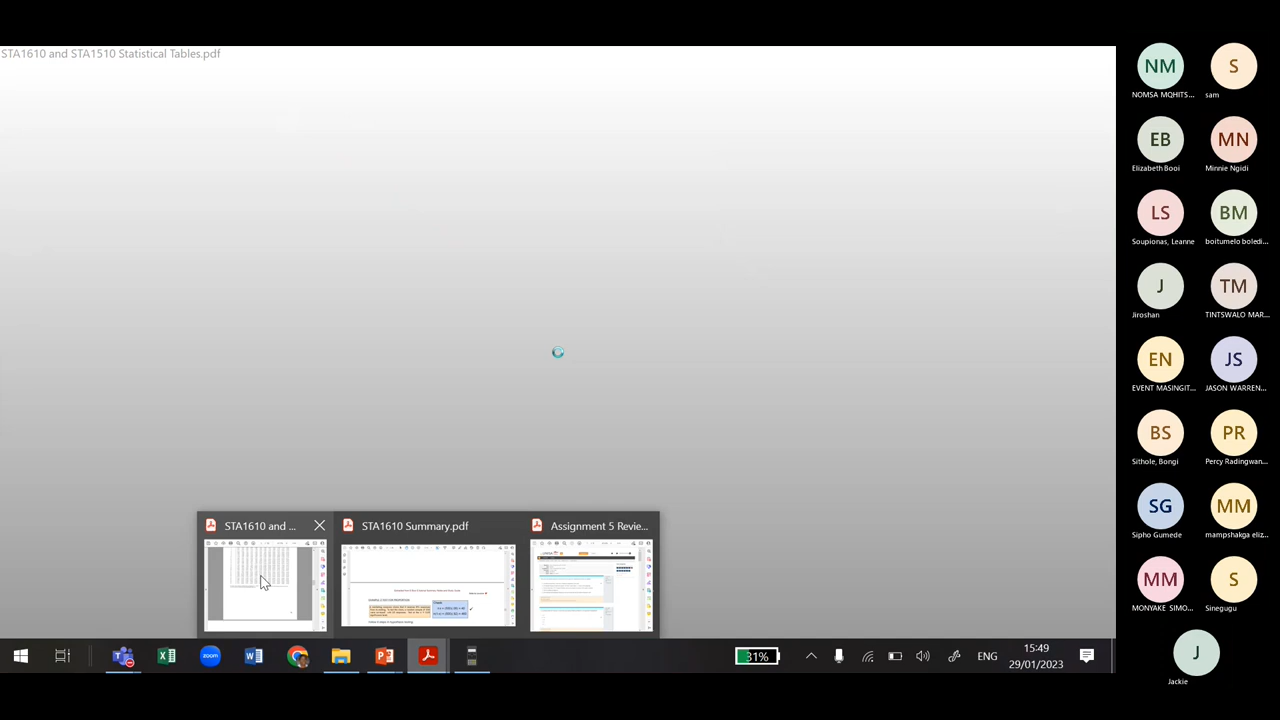 STA1610 and STA1510 Statistical Tables.pdf
NM
NOMSA MQHITS...
S
sam
EB
Elizabeth Booi
MN
Minnie Ngidi
LS
Soupionas, Leanne
BM
boitumelo boledi...
J
Jiroshan
TM
TINTSWALO MAR...
EN
EVENT MASINGIT...
JS
JASON WARREN...
BS
Sithole, Bongi
PR
Percy Radingwan...
SG
Sipho Gumede
MM
mampshakga eliz...
MM
MONYAKE SIMO...
S
Sinegugu
J
Jackie
STA1610 and ...
STA1610 Summary.pdf
Assignment 5 Revie...
zoom
31%
ENG
15:49
29/01/2023